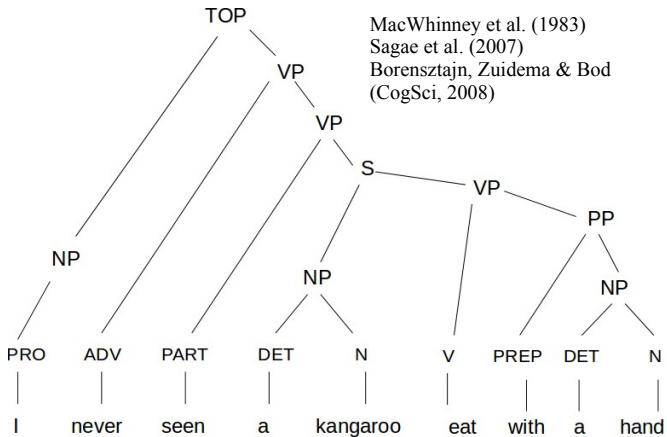 TOP
MacWhinney et al. (1983)
Sagae et al. (2007)
Borensztajn, Zuidema & Bod
(CogSci, 2008)
VP
VP
S
VP
PP
NP
NP
NP
PRO ADV PART DET N V PREP DET N
I never seen a kangaroo eat with a hand